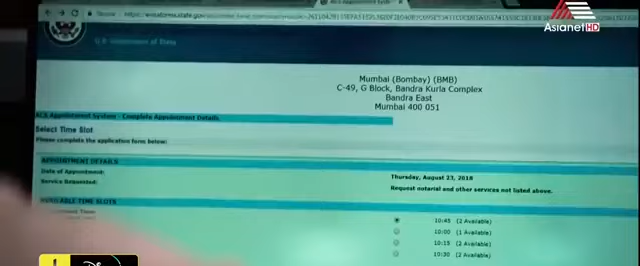 Asianet HD
U.S. Department of State
Mumbai (Bombay) (BMB)
C-49, G Block, Bandra Kurla Complex
Bandra East
Mumbai 400 051
ACS Appointment System - Complete Appointment Details
Select Time Slot
Please complete the application form below:
APPOINTMENT DETAILS
Date of Appointment: Thursday, August 23, 2018
Service Requested: Request notarial and other services not listed above.
AVAILABLE TIME SLOTS
10:45 (2 Available)
10:00 (1 Available)
10:15 (2 Available)
10:30 (2 Available)